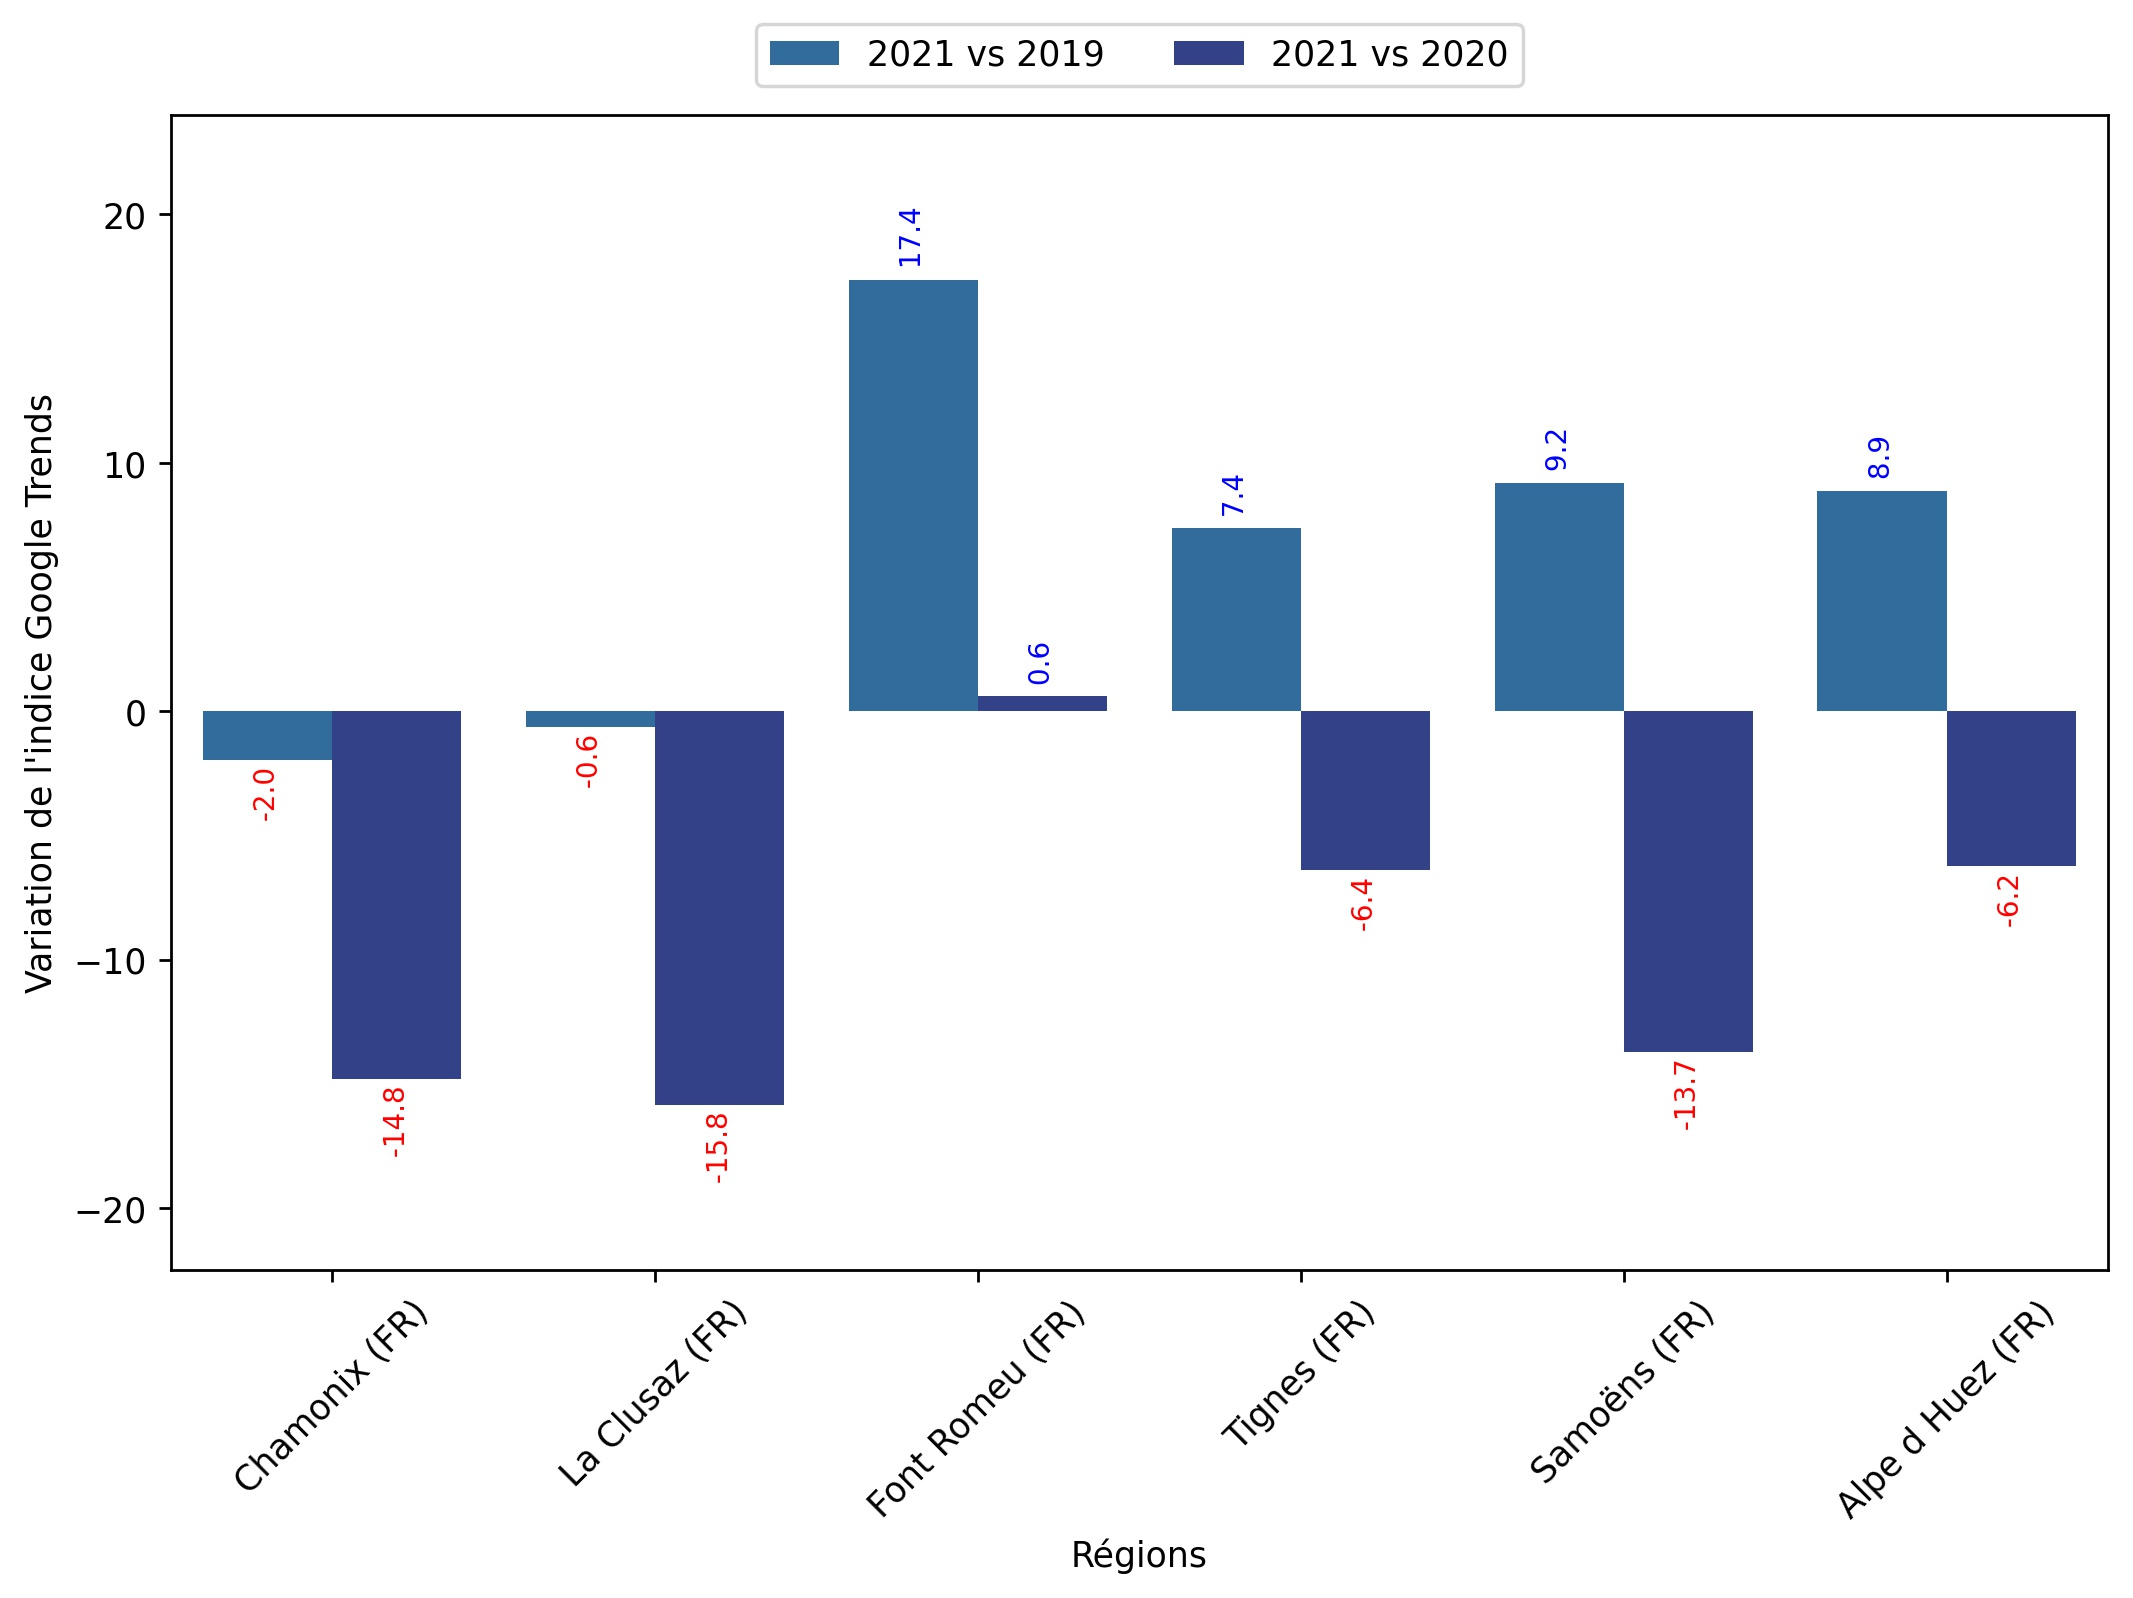 2021 vs 2019
2021 vs 2020
Variation de l'indice Google Trends
20
10
0
−10
−20
-2.0
-14.8
-0.6
-15.8
17.4
0.6
7.4
-6.4
9.2
-13.7
8.9
-6.2
Chamonix (FR)
La Clusaz (FR)
Font Romeu (FR)
Tignes (FR)
Samoëns (FR)
Alpe d Huez (FR)
Régions